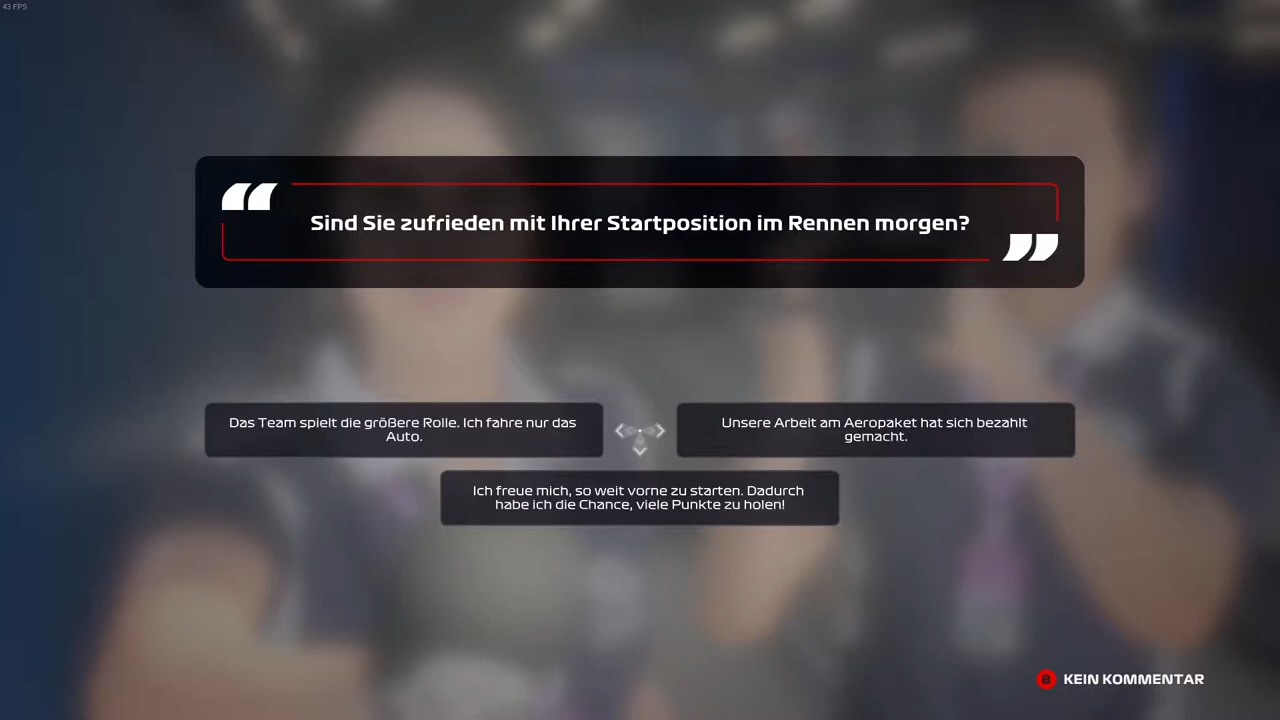 43 FPS
Sind Sie zufrieden mit Ihrer Startposition im Rennen morgen?
Das Team spielt die größere Rolle. Ich fahre nur das
Auto.
Unsere Arbeit am Aeropaket hat sich bezahlt
gemacht.
Ich freue mich, so weit vorne zu starten. Dadurch
habe ich die Chance, viele Punkte zu holen!
B KEIN KOMMENTAR